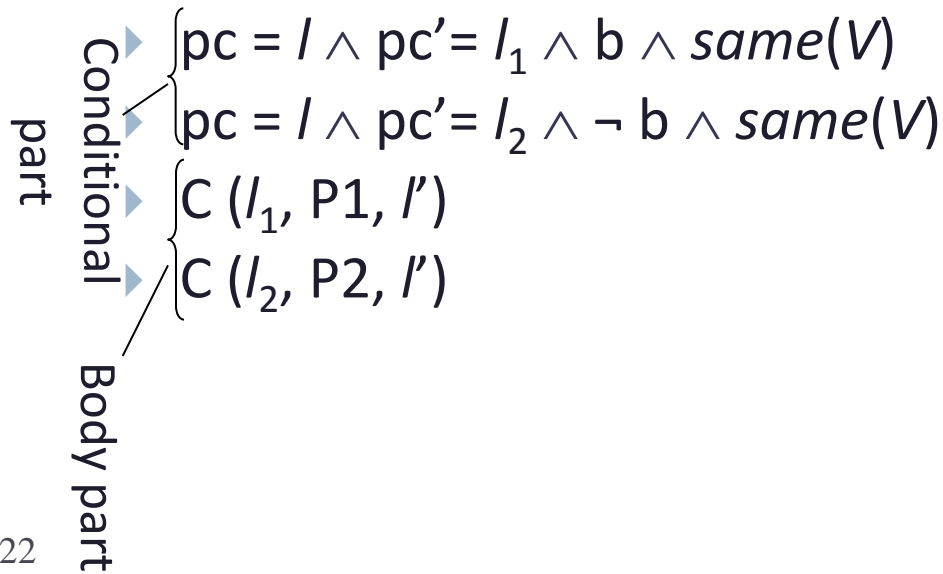 pc = l ∧ pc’= l₁ ∧ b ∧ same(V)
pc = l ∧ pc’= l₂ ∧ ¬ b ∧ same(V)
C (l₁, P1, l’)
C (l₂, P2, l’)
Conditional
part
Body part
22